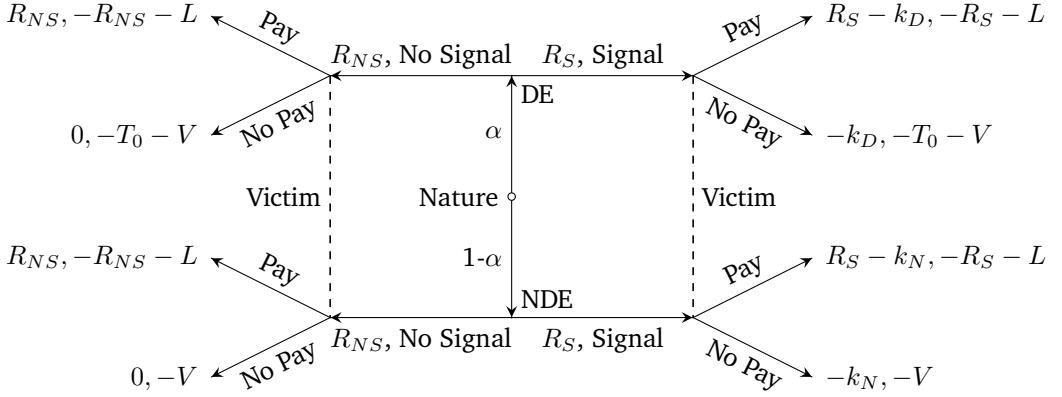 $R_{NS}, -R_{NS} - L$
Pay
$R_{NS}$, No Signal
$R_S$, Signal
Pay
$R_S - k_D, -R_S - L$
DE
No Pay
$0, -T_0 - V$
α
No Pay
$-k_D, -T_0 - V$
Victim
Nature
Victim
$R_{NS}, -R_{NS} - L$
Pay
1-α
Pay
$R_S - k_N, -R_S - L$
NDE
$R_{NS}$, No Signal
$R_S$, Signal
No Pay
$0, -V$
No Pay
$-k_N, -V$